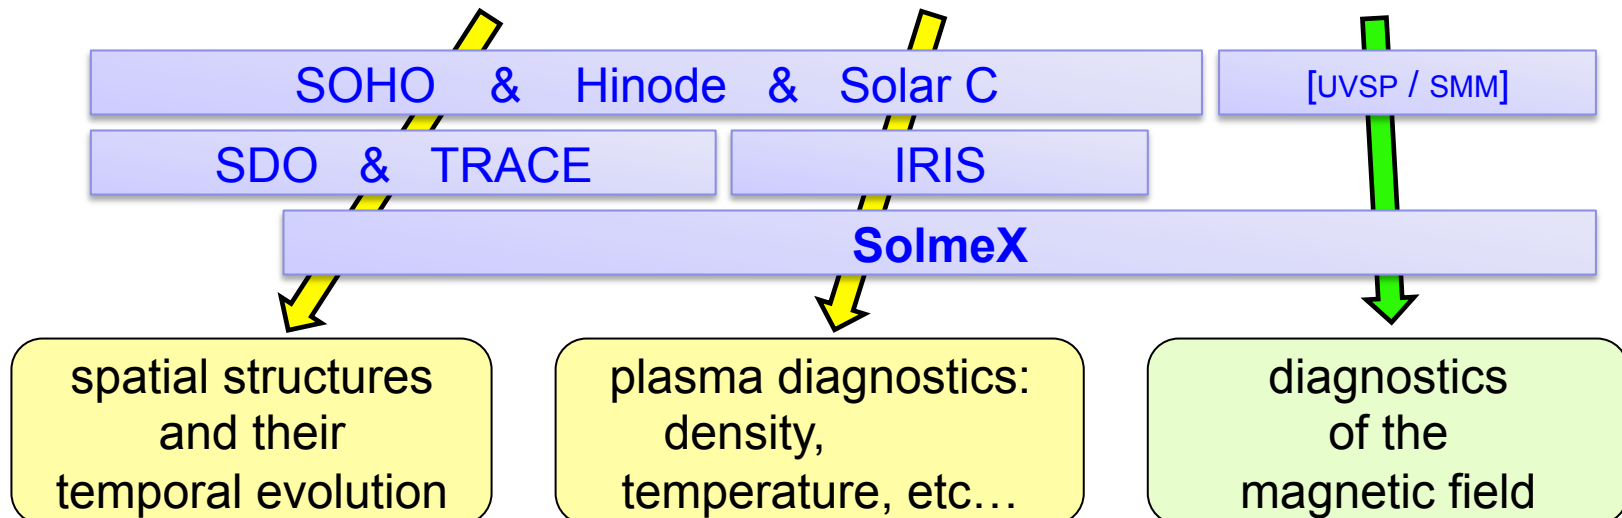 SOHO & Hinode & Solar C
[UVSP / SMM]
SDO & TRACE
IRIS
SolmeX
spatial structures
and their
temporal evolution
plasma diagnostics:
density,
temperature, etc…
diagnostics
of the
magnetic field